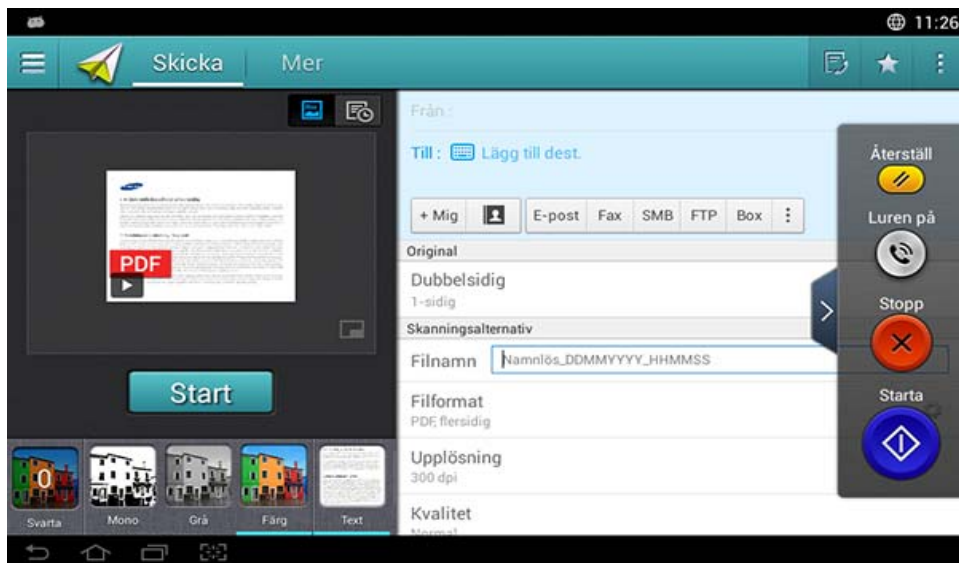 11:26
Skicka
Mer
Från :
Till : Lägg till dest.
+ Mig
E-post
Fax
SMB
FTP
Box
Original
Dubbelsidig
1-sidig
Skanningsalternativ
Filnamn
Namnlös_DDMMYYYY_HHMMSS
Filformat
PDF, flersidig
Upplösning
300 dpi
Kvalitet
Normal
PDF
Start
0
Svarta
Mono
Grå
Färg
Text
Återställ
Luren på
Stopp
Starta